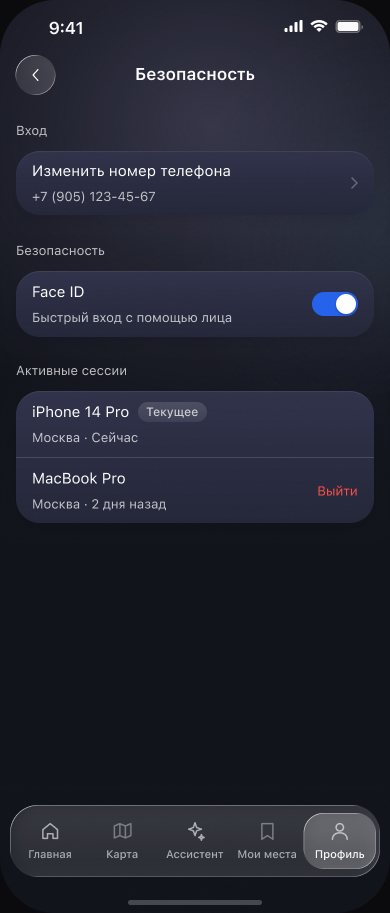 9:41
Безопасность
Вход
Изменить номер телефона
+7 (905) 123-45-67
Безопасность
Face ID
Быстрый вход с помощью лица
Активные сессии
iPhone 14 Pro Текущее
Москва · Сейчас
MacBook Pro
Москва · 2 дня назад
Выйти
Главная Карта Ассистент Мои места Профиль